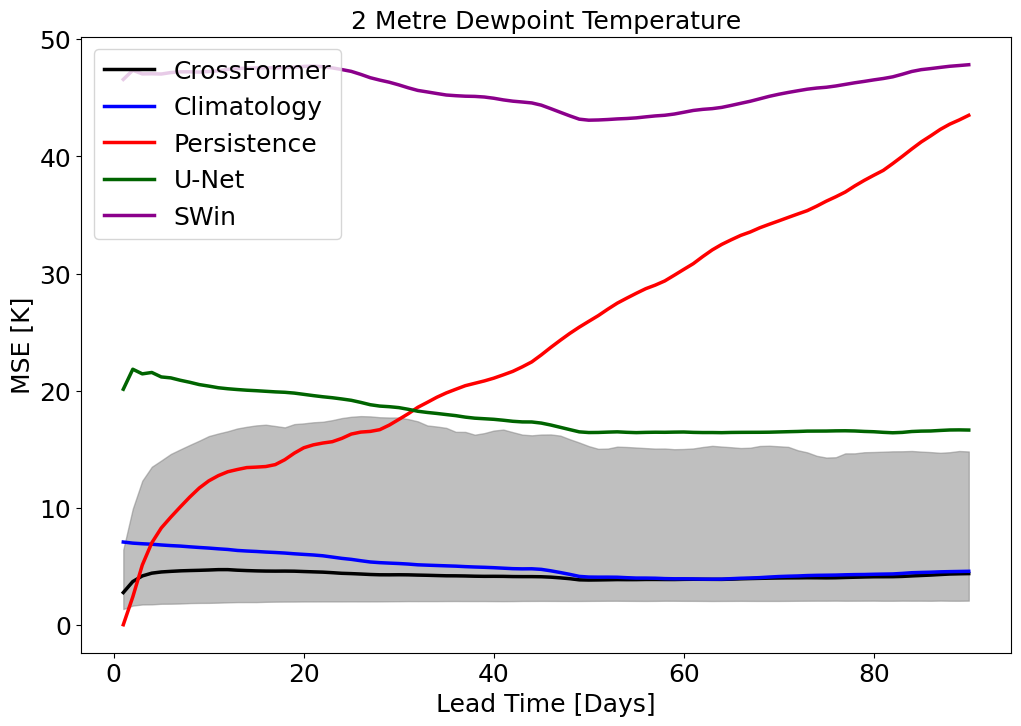 2 Metre Dewpoint Temperature
50
40
30
20
10
0
MSE [K]
CrossFormer
Climatology
Persistence
U-Net
SWin
0 20 40 60 80
Lead Time [Days]